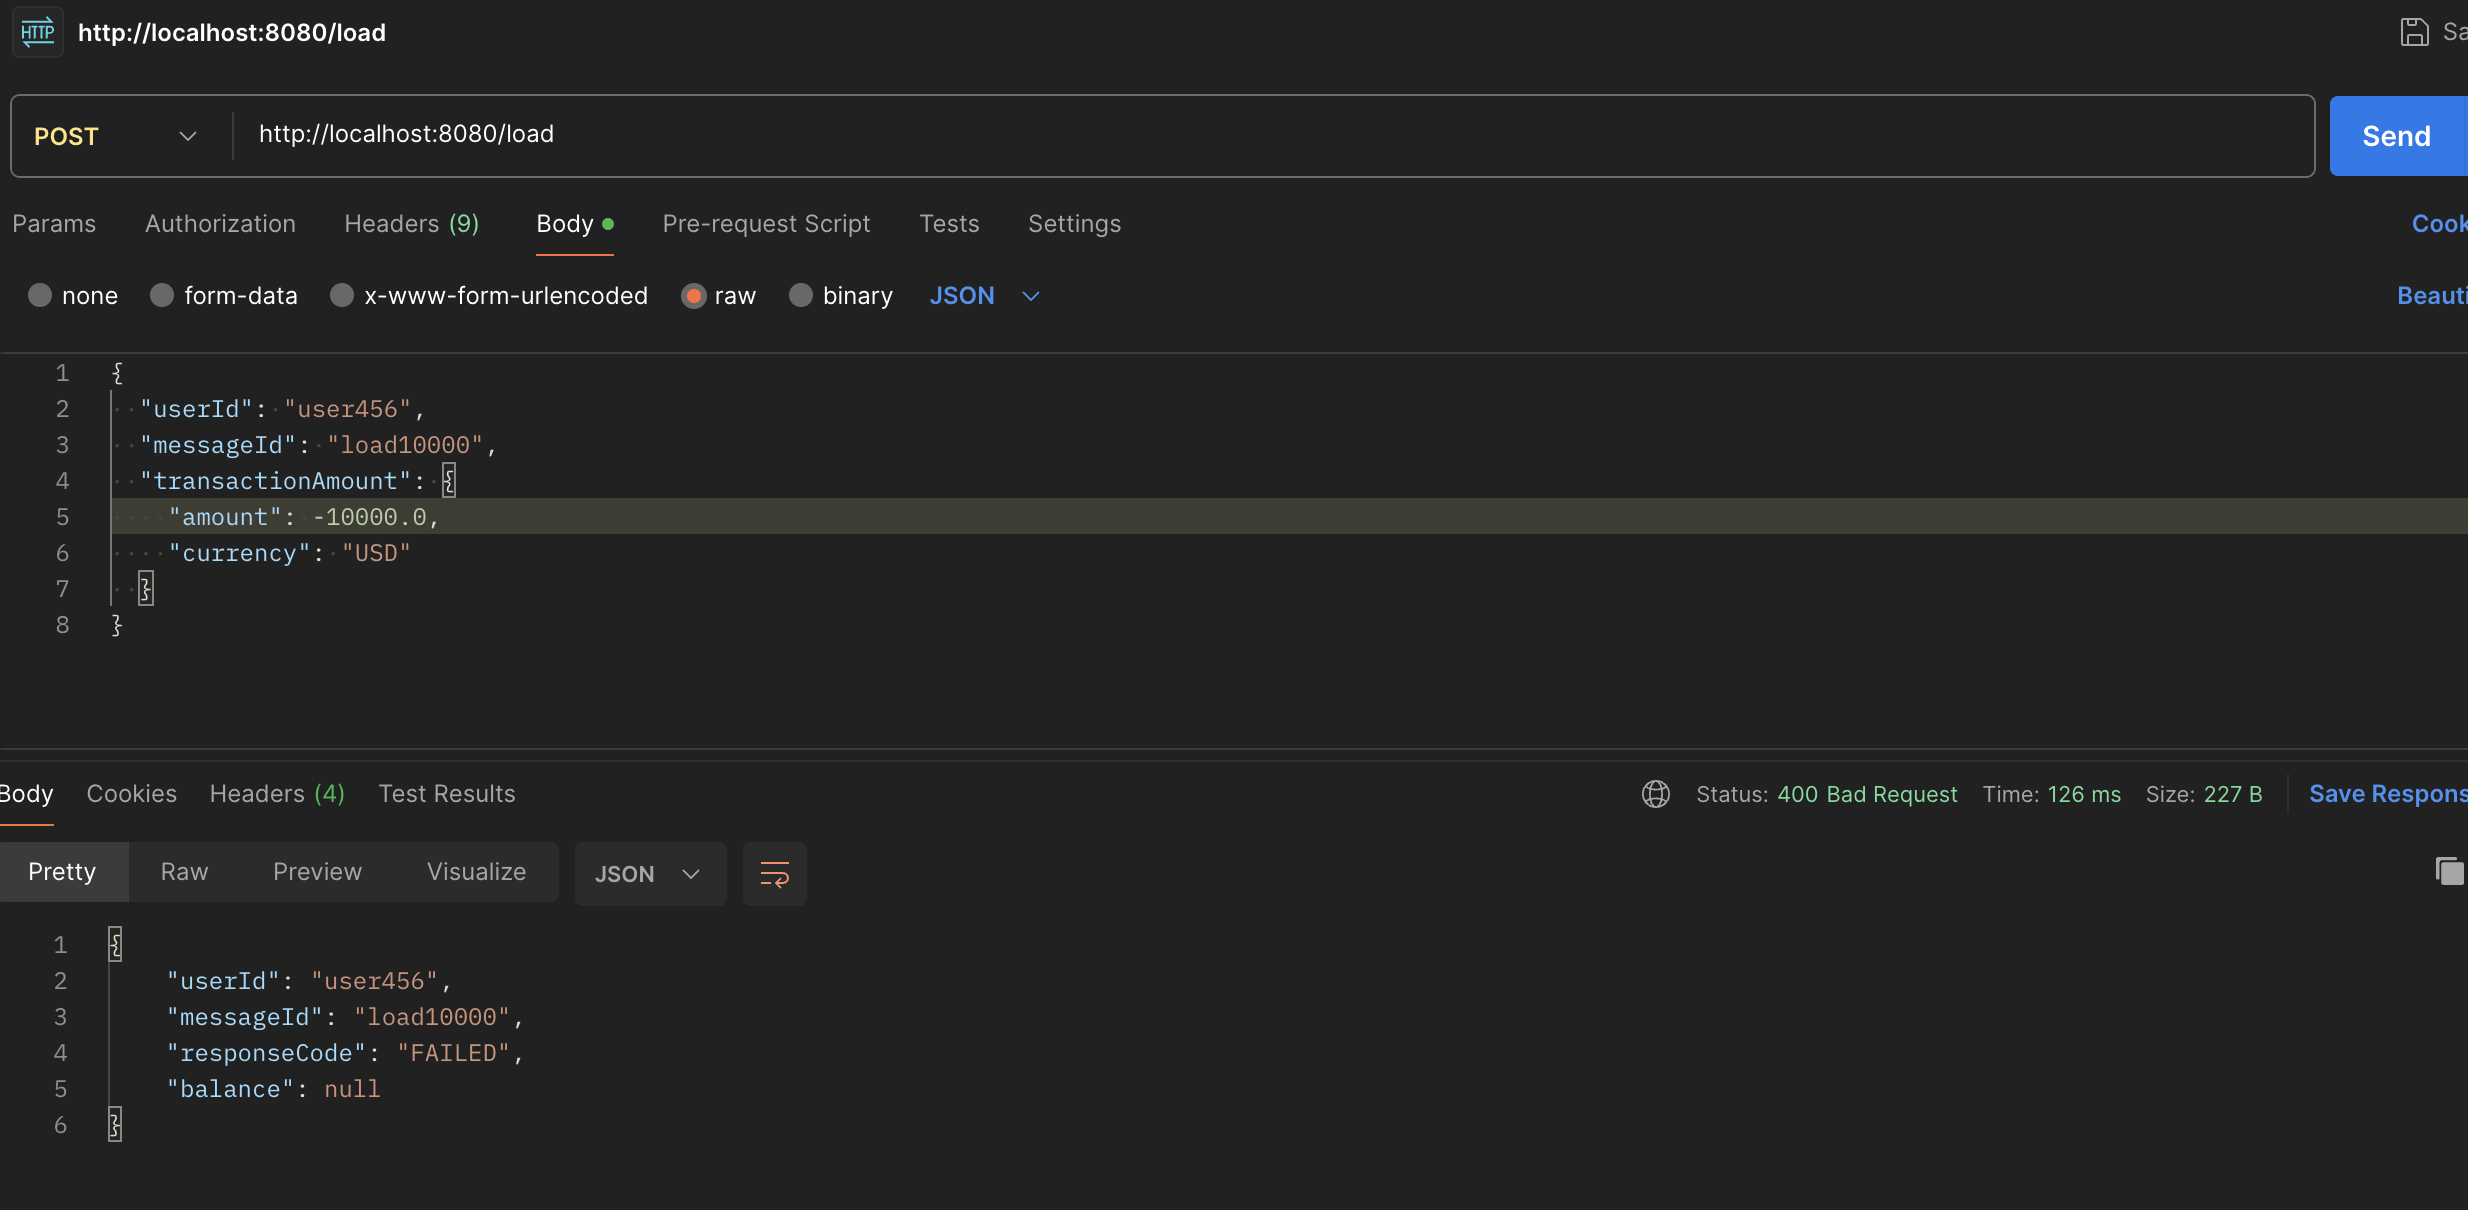 HTTP http://localhost:8080/load Sa
POST http://localhost:8080/load Send
Params Authorization Headers (9) Body Pre-request Script Tests Settings Cook
none form-data x-www-form-urlencoded raw binary JSON Beauti
1 {
2 "userId": "user456",
3 "messageId": "load10000",
4 "transactionAmount": {
5 "amount": -10000.0,
6 "currency": "USD"
7 }
8 }
Body Cookies Headers (4) Test Results Status: 400 Bad Request Time: 126 ms Size: 227 B Save Respons
Pretty Raw Preview Visualize JSON
1 {
2 "userId": "user456",
3 "messageId": "load10000",
4 "responseCode": "FAILED",
5 "balance": null
6 }